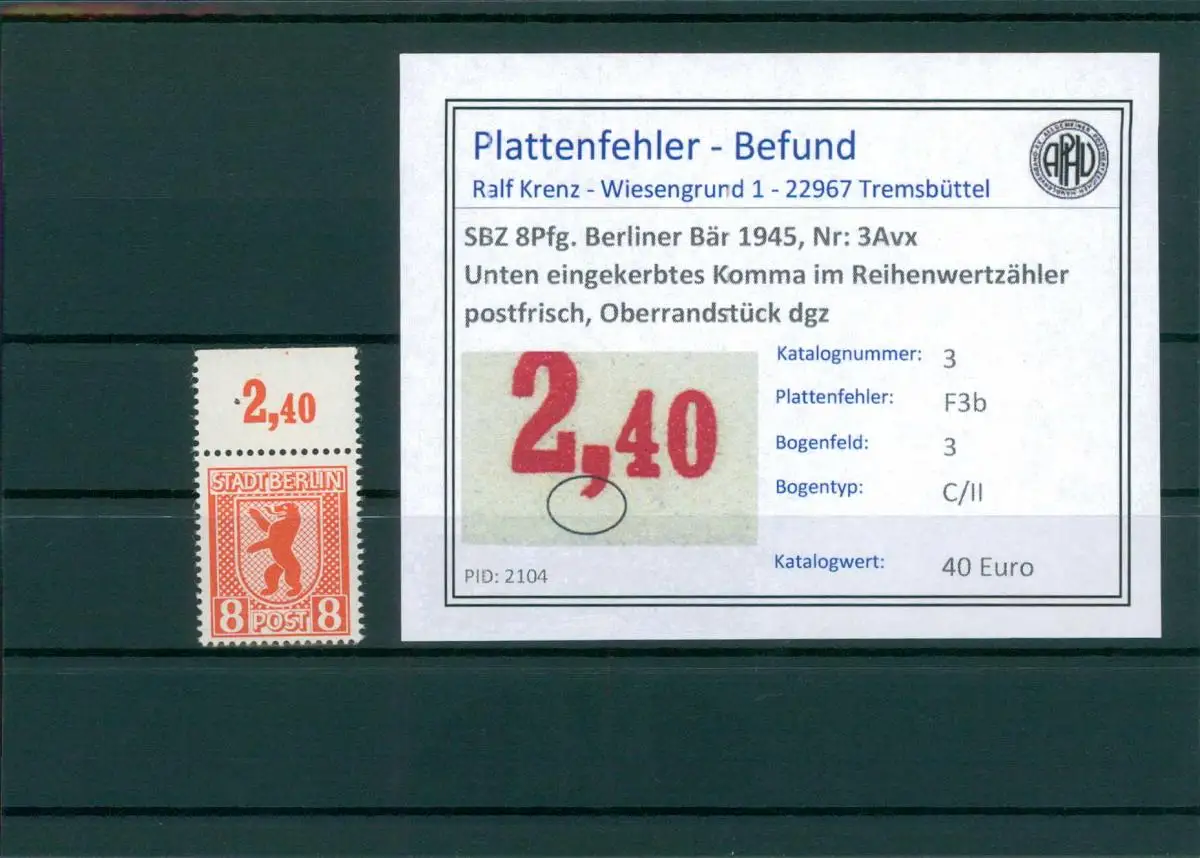 2,40
STADT BERLIN
8 POST 8
Plattenfehler - Befund
Ralf Krenz - Wiesengrund 1 - 22967 Tremsbüttel
APHV
SBZ 8Pfg. Berliner Bär 1945, Nr: 3Avx
Unten eingekerbtes Komma im Reihenwertzähler
postfrisch, Oberrandstück dgz
2,40
Katalognummer: 3
Plattenfehler: F3b
Bogenfeld: 3
Bogentyp: C/II
Katalogwert: 40 Euro
PID: 2104